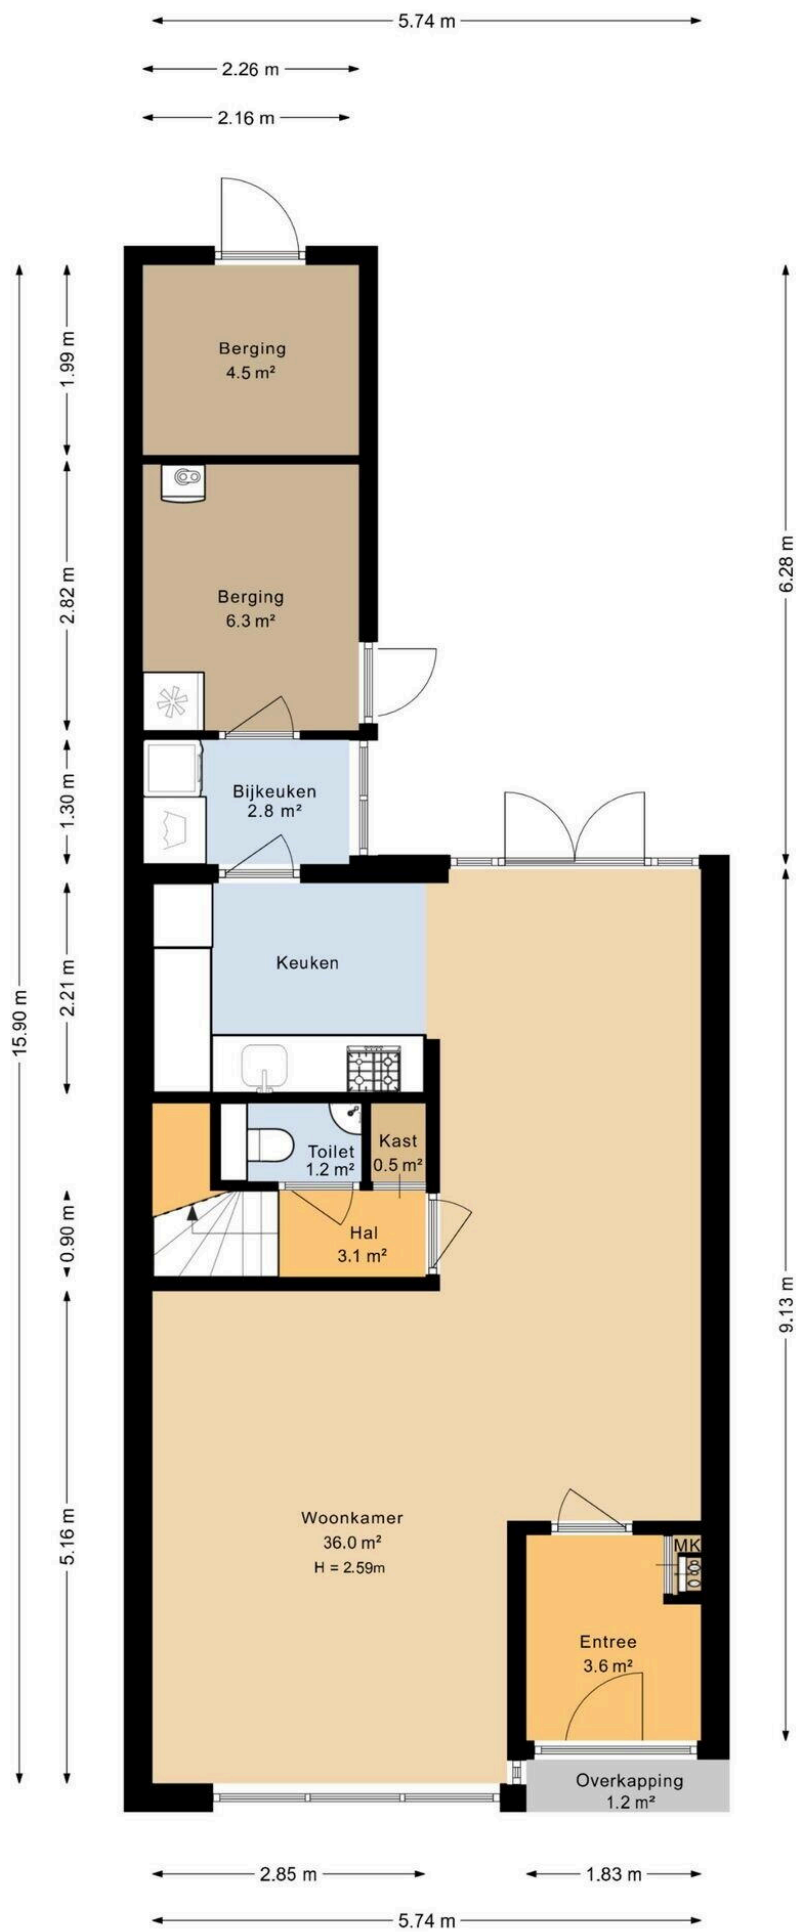 5.74 m
2.26 m
2.16 m
Berging
4.5 m²
1.99 m
Berging
6.3 m²
2.82 m
6.28 m
Bijkeuken
2.8 m²
1.30 m
Keuken
2.21 m
15.90 m
Toilet
1.2 m²
Kast
0.5 m²
Hal
3.1 m²
0.90 m
9.13 m
Woonkamer
36.0 m²
H = 2.59m
5.16 m
MK
Entree
3.6 m²
Overkapping
1.2 m²
2.85 m
1.83 m
5.74 m